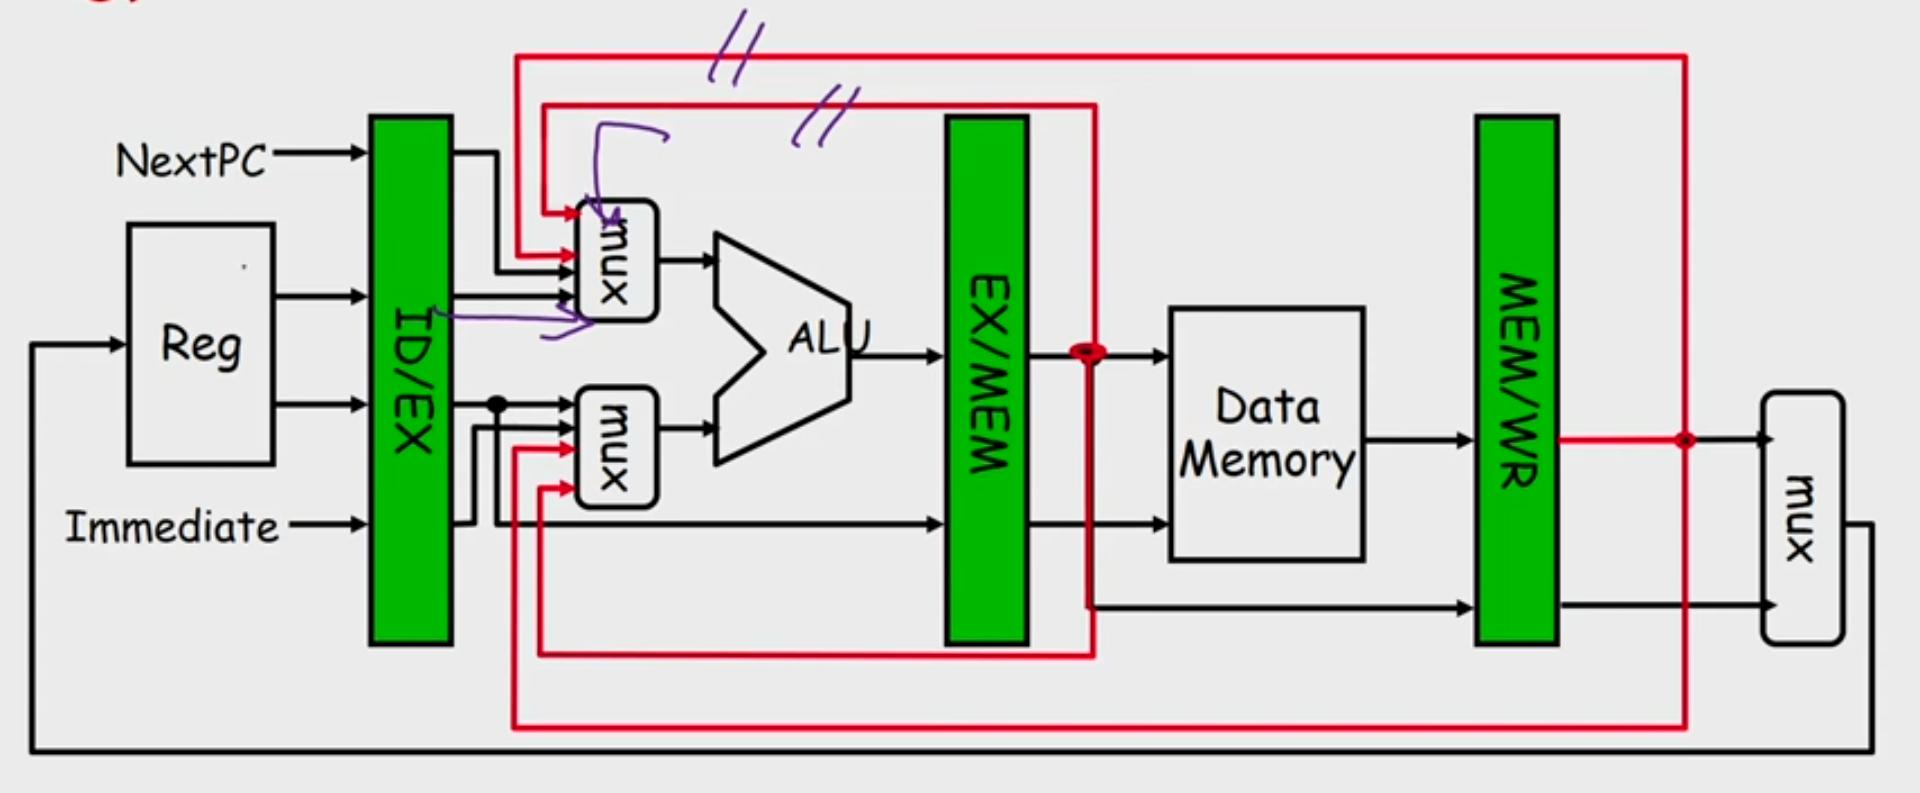 NextPC
Reg
Immediate
ID/EX
mux
mux
ALU
EX/MEM
Data
Memory
MEM/WR
mux